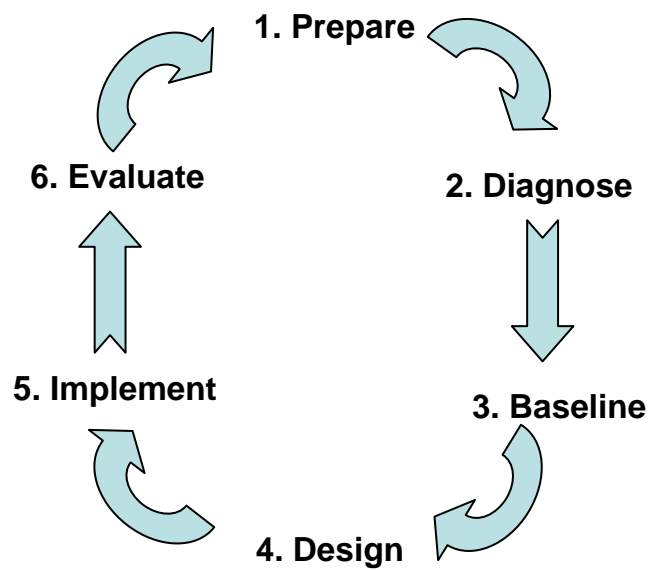 1. Prepare
2. Diagnose
3. Baseline
4. Design
5. Implement
6. Evaluate